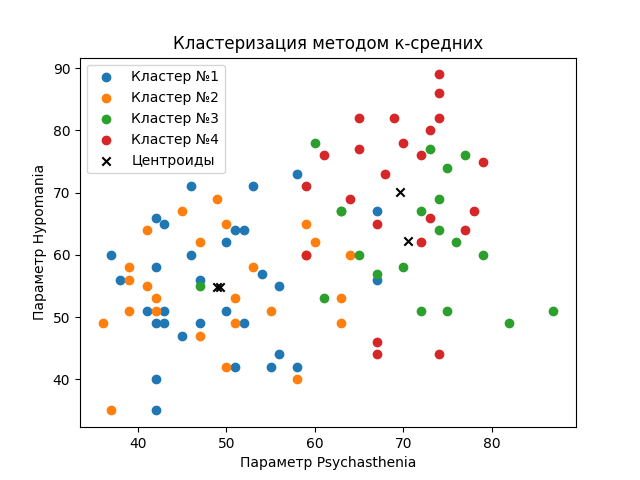 Кластеризация методом к-средних
Кластер №1
Кластер №2
Кластер №3
Кластер №4
Центроиды
Параметр Hypomania
90
80
70
60
50
40
40 50 60 70 80
Параметр Psychasthenia